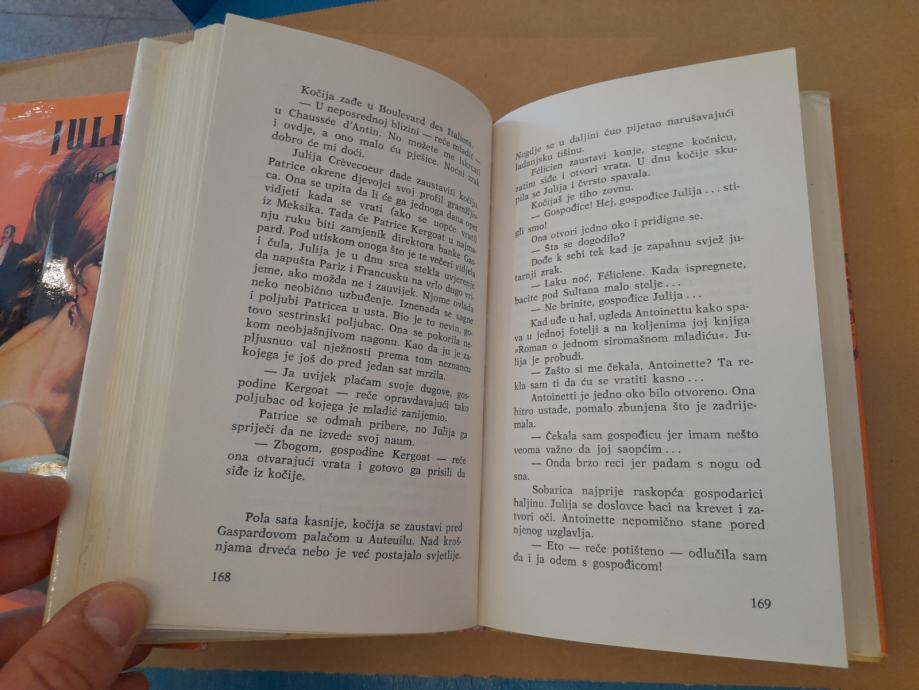 JULI
Kočija zađe u Boulevard des Italiens.
— U neposrednoj blizini — reče mladić —
u Chaussée d'Antin. No možete me iskrcati
i ovdje, a ono malo ću pješice. Noćni zrak
dobro će mi doći.
Julija Crèvecoeur dade zaustaviti kočiju.
Patrice okrene djevojci svoj profil
ca. Ona se upita da li će ga jednoga dana opet
vidjeti kada se vrati (ako se uopće vrati)
iz Meksika. Tada će Patrice Kergoat u najma-
nju ruku biti zamjenik direktora banke Gas-
pard. Pod utiskom onoga što je te večeri vidjela
i čula, Julija je u dnu srca stekla uvjerenje
da napušta Pariz i Francusku na vrlo dugo vri-
jeme, ako možda ne i zauvijek. Njome ovlada
neko neobično uzbuđenje. Iznenada se sagne
i poljubi Patricea u usta. Bio je to nevin, go-
tovo sestrinski poljubac. Ona se pokorila ne-
kom neobjašnjivom nagonu. Kao da ju je za-
pljusnuo val nježnosti prema tom neznancu
kojega je još do pred jedan sat mrzila.
— Ja uvijek plaćam svoje dugove, gos-
podine Kergoat — reče opravdavajući tako
poljubac od kojega je mladić zanijemio.
Patrice se odmah pribere, no Julija ga
spriječi da ne izvede svoj naum.
— Zbogom, gospodine Kergoat — reče
ona otvarajući vrata i gotovo ga prisili da
siđe iz kočije.
Pola sata kasnije, kočija se zaustavi pred
Gaspardovom palačom u Auteuilu. Nad kroš-
njama drveća nebo je već postajalo svjetlije.
168
Negdje se u daljini čuo pijetao narušavajući
ladanjsku tišinu.
Félicien zaustavi konje, stegne kočnicu,
zatim siđe i otvori vrata. U dnu kočije sku-
pila se Julija i čvrsto spavala.
Kočijaš je tiho zovnu.
— Gospođice! Hej, gospođice Julija . . . sti-
gli smo!
Ona otvori jedno oko i pridigne se.
— Šta se dogodilo?
Dođe k sebi tek kad je zapahnu svjež ju-
tarnji zrak.
— Laku noć, Féliciene. Kada ispregnete,
bacite pod Sultana malo stelje . . .
— Ne brinite, gospođice Julija . . .
Kad uđe u hal, ugleda Antoinettu kako spa-
va u jednoj fotelji a na koljenima joj knjiga
»Roman o jednom siromašnom mladiću«. Ju-
lija je probudi.
— Zašto si me čekala, Antoinette? Ta re-
kla sam ti da ću se vratiti kasno . . .
Antoinetti je jedno oko bilo otvoreno. Ona
hitro ustade, pomalo zbunjena što je zadrije-
mala.
— Čekala sam gospođicu jer imam nešto
veoma važno da joj saopćim . . .
— Onda brzo reci jer padam s nogu od
sna.
Sobarica najprije raskopća gospodarici
haljinu. Julija se doslovce baci na krevet i za-
tvori oči. Antoinette nepomično stane pored
njenog uzglavlja.
— Eto — reče potišteno — odlučila sam
da i ja odem s gospođicom!
169